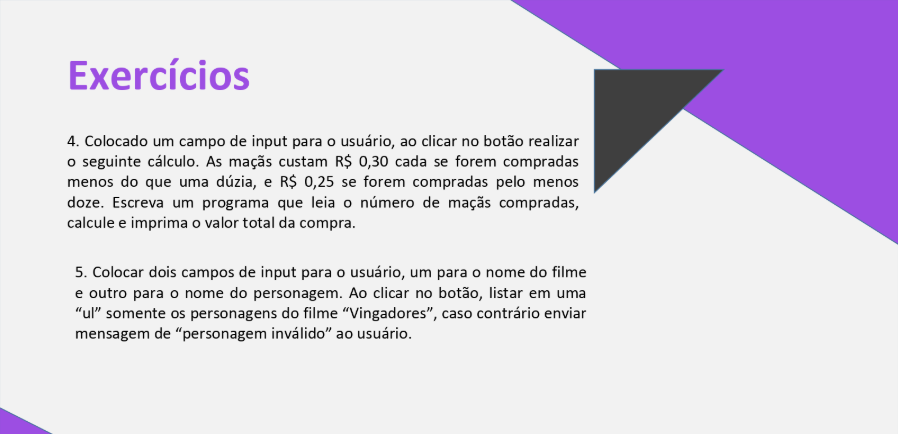 Exercícios
4. Colocado um campo de input para o usuário, ao clicar no botão realizar
o seguinte cálculo. As maçãs custam R$ 0,30 cada se forem compradas
menos do que uma dúzia, e R$ 0,25 se forem compradas pelo menos
doze. Escreva um programa que leia o número de maçãs compradas,
calcule e imprima o valor total da compra.
5. Colocar dois campos de input para o usuário, um para o nome do filme
e outro para o nome do personagem. Ao clicar no botão, listar em uma
“ul” somente os personagens do filme “Vingadores”, caso contrário enviar
mensagem de “personagem inválido” ao usuário.